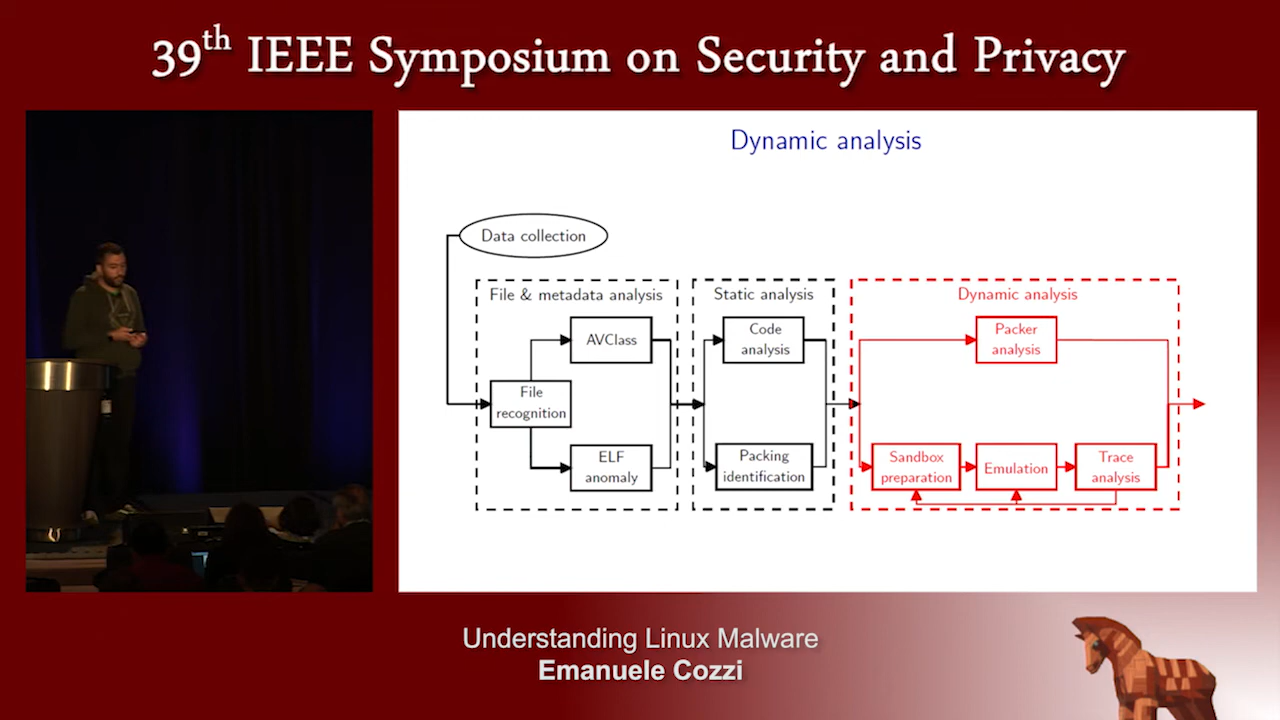 39th IEEE Symposium on Security and Privacy
Dynamic analysis
Data collection
File & metadata analysis
Static analysis
Dynamic analysis
AVClass
Code
analysis
Packer
analysis
File
recognition
ELF
anomaly
Packing
identification
Sandbox
preparation
Emulation
Trace
analysis
Understanding Linux Malware
Emanuele Cozzi